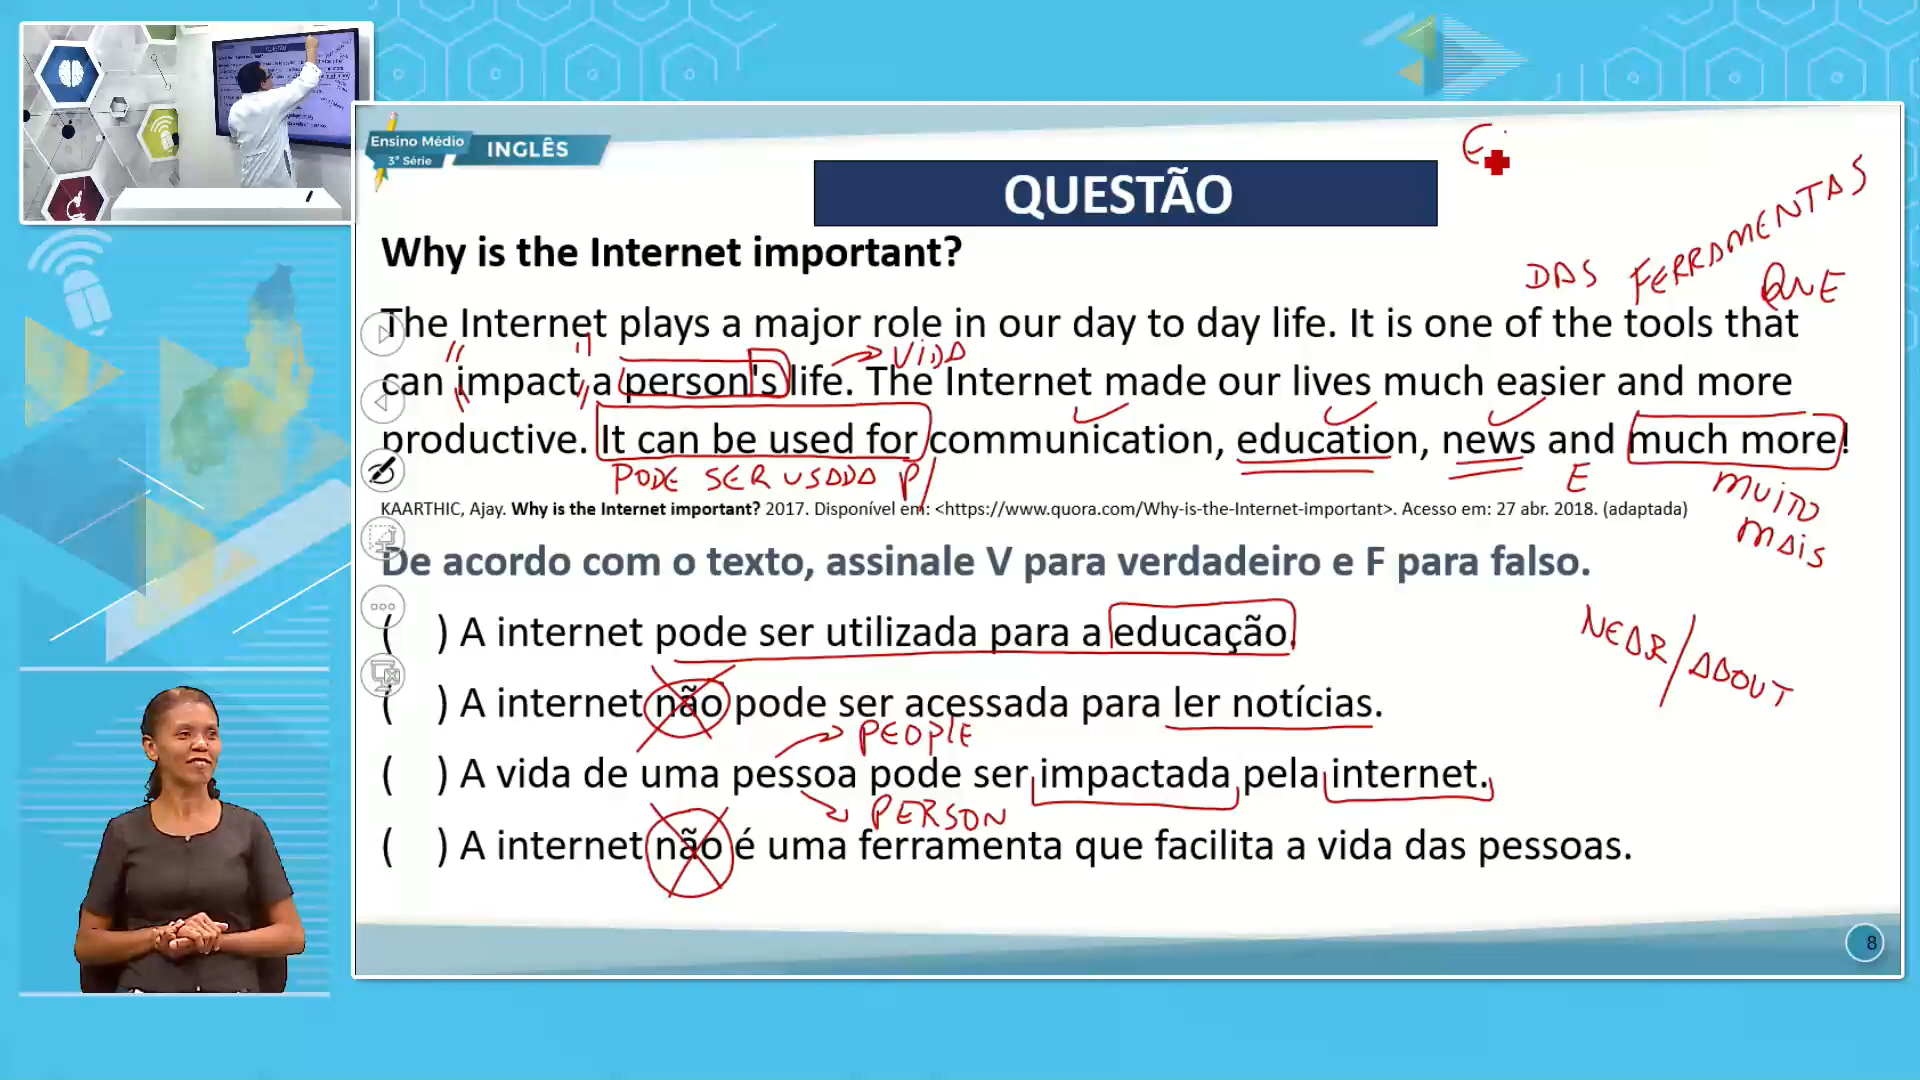 Ensino Médio
3ª Série
INGLÊS
QUESTÃO
Why is the Internet important?
DAS FERRAMENTAS
QUE
The Internet plays a major role in our day to day life. It is one of the tools that
VIDA
can impact a person's life. The Internet made our lives much easier and more
productive. It can be used for communication, education, news and much more!
PODE SER USADA P/
E
MUITO
MAIS
KAARTHIC, Ajay. Why is the Internet important? 2017. Disponível em: <https://www.quora.com/Why-is-the-Internet-important>. Acesso em: 27 abr. 2018. (adaptada)
De acordo com o texto, assinale V para verdadeiro e F para falso.
( ) A internet pode ser utilizada para a educação.
NEAR/ABOUT
( ) A internet não pode ser acessada para ler notícias.
PEOPLE
( ) A vida de uma pessoa pode ser impactada pela internet.
PERSON
( ) A internet não é uma ferramenta que facilita a vida das pessoas.
8